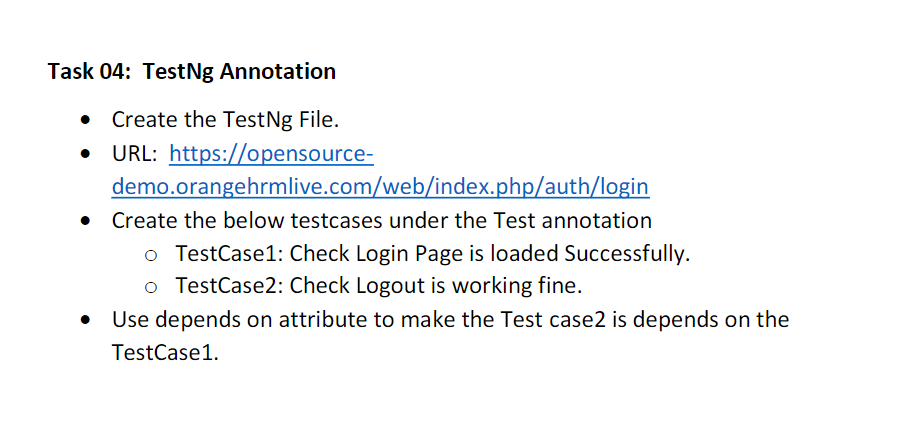 Task 04:  TestNg Annotation
• Create the TestNg File.
• URL:  https://opensource-
demo.orangehrmlive.com/web/index.php/auth/login
• Create the below testcases under the Test annotation
o TestCase1: Check Login Page is loaded Successfully.
o TestCase2: Check Logout is working fine.
• Use depends on attribute to make the Test case2 is depends on the
TestCase1.